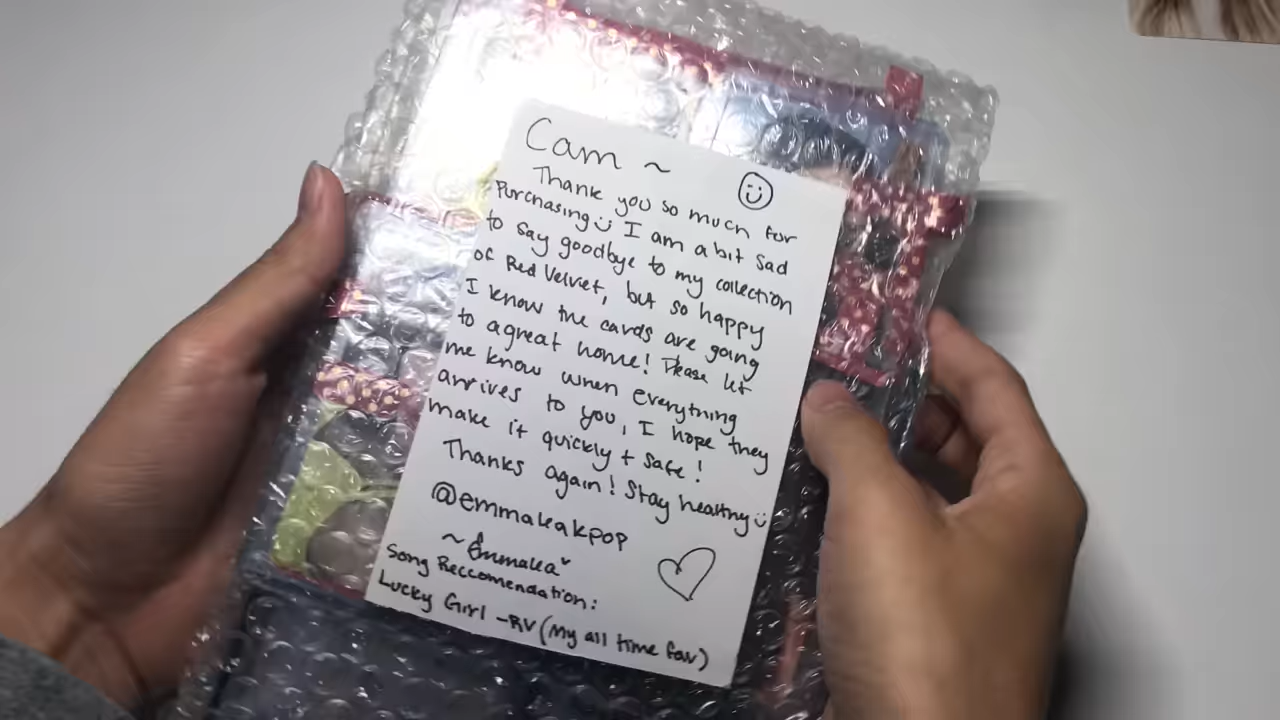 Cam ~
Thank you so much for
Purchasing I am a bit sad
to say goodbye to my collection
of Red Velvet, but so happy
I know the cards are going
to a great home! Please let
me know when everything
arrives to you, I hope they
make it quickly + safe!
Thanks again! Stay healthy
@emmaleakpop
~ Emmalea
Song Reccomendation:
Lucky Girl -RV (My all time fav)